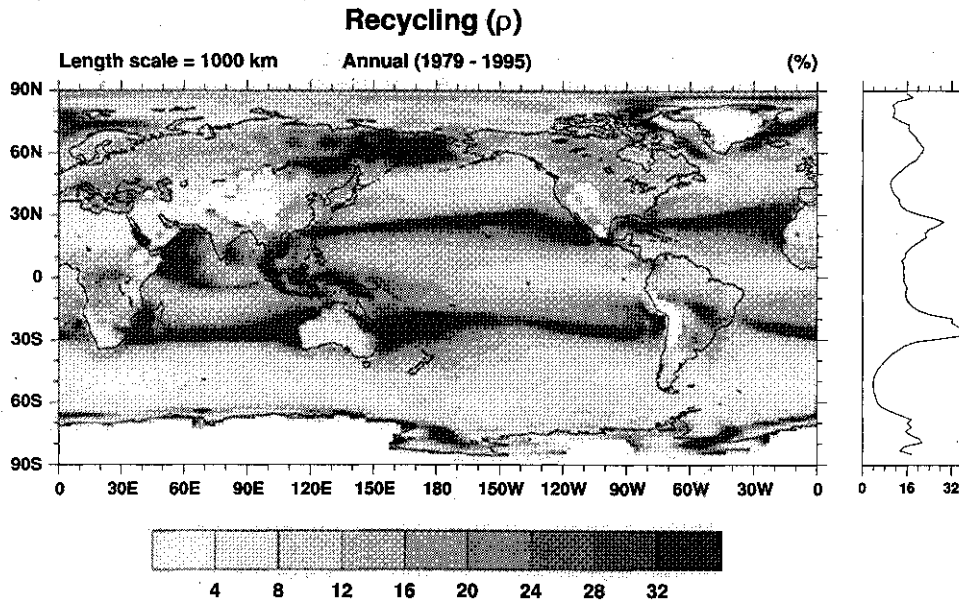 Recycling (ρ)
Length scale = 1000 km Annual (1979 - 1995) (%)
90N
60N
30N
0
30S
60S
90S
0 30E 60E 90E 120E 150E 180 150W 120W 90W 60W 30W 0
0 16 32
4 8 12 16 20 24 28 32